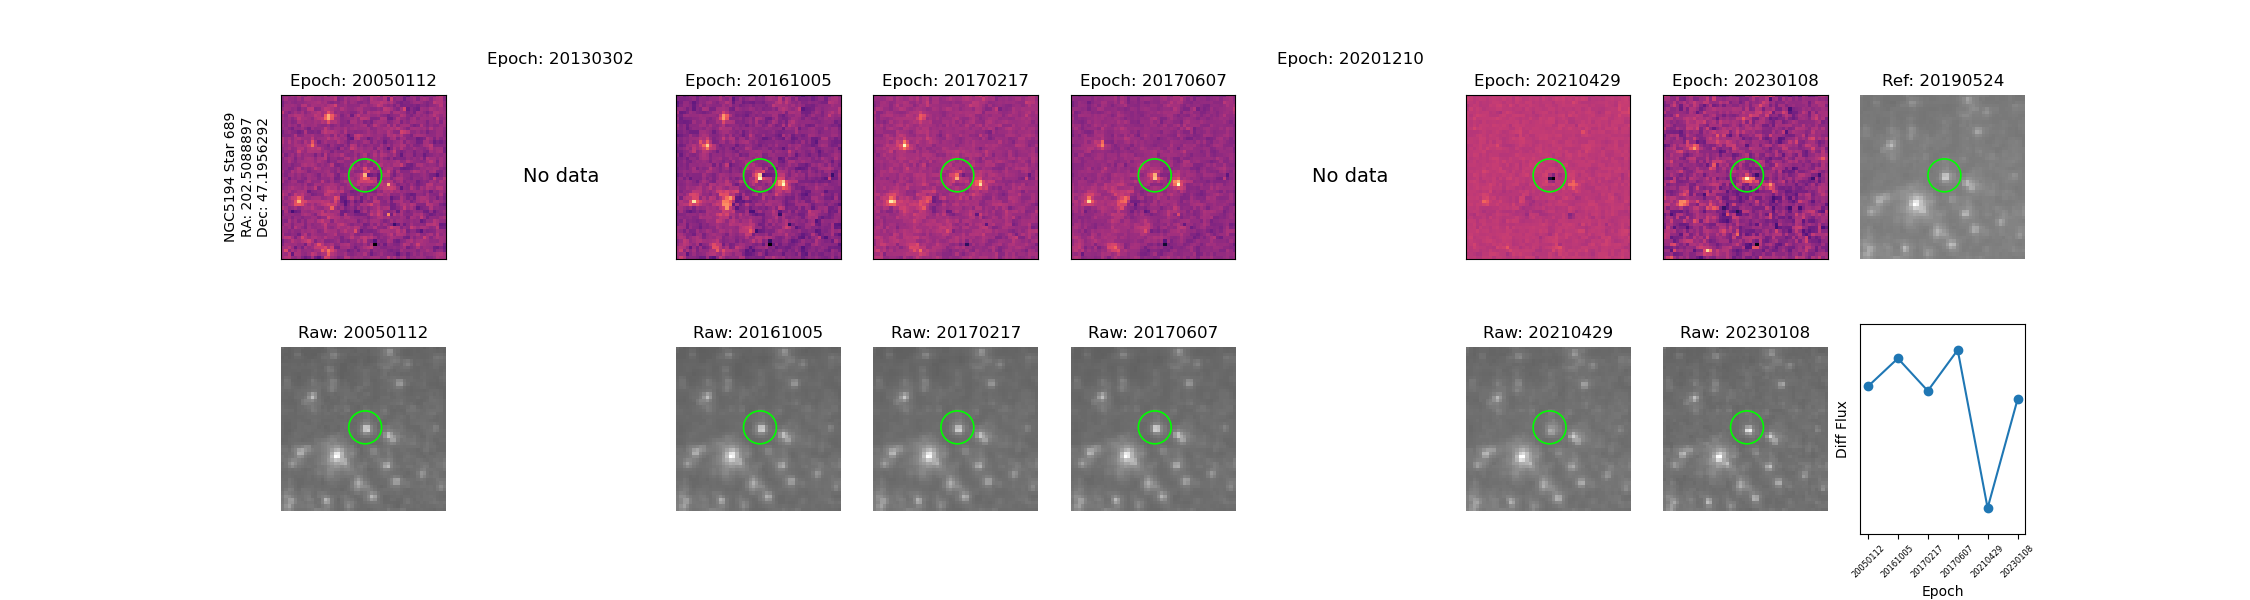 Epoch: 20050112
Epoch: 20130302
Epoch: 20161005
Epoch: 20170217
Epoch: 20170607
Epoch: 20201210
Epoch: 20210429
Epoch: 20230108
Ref: 20190524
NGC5194 Star 689
RA: 202.5088897
Dec: 47.1956292
No data
No data
Raw: 20050112
Raw: 20161005
Raw: 20170217
Raw: 20170607
Raw: 20210429
Raw: 20230108
Diff Flux
20050112
20161005
20170217
20170607
20210429
20230108
Epoch